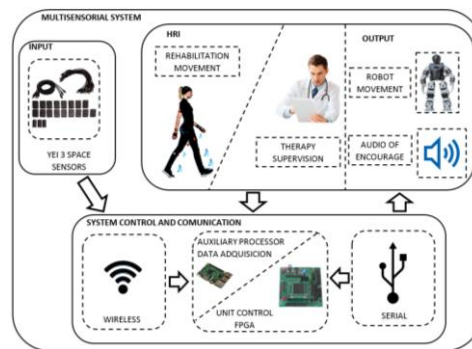 MULTISENSORIAL SYSTEM
INPUT
YEI 3 SPACE
SENSORS
HRI
REHABILITATION
MOVEMENT
THERAPY
SUPERVISION
OUTPUT
ROBOT
MOVEMENT
AUDIO OF
ENCOURAGE
SYSTEM CONTROL AND COMUNICATION
WIRELESS
AUXILIARY PROCESSOR
DATA ADQUISICION
UNIT CONTROL
FPGA
SERIAL